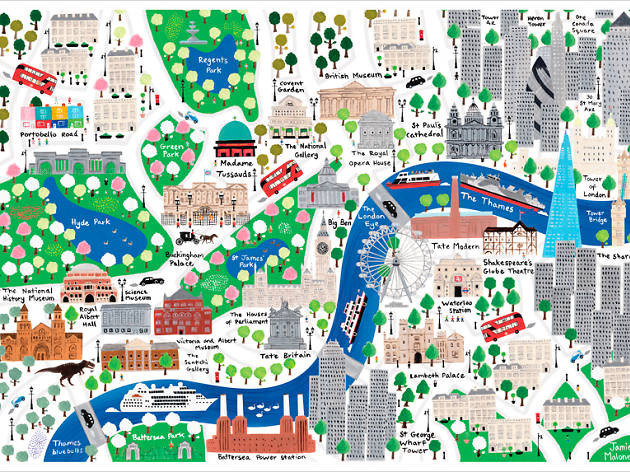 Tower
42
Heron
Tower
One
Canada
Square
Regents
Park
Covent
Garden
British Museum
30
St Mary
Axe
Portobello Road
Green
Park
Madame
Tussauds
The National
Gallery
The Royal
Opera House
St Paul's
Cathedral
Tower
of London
Hyde Park
Buckingham
Palace
St James'
Park
Big Ben
The
London
Eye
The Thames
Tower
Bridge
Tate Modern
Shakespeare's
Globe Theatre
The Shard
The National
History Museum
Royal
Albert
Hall
Science
Museum
Victoria and Albert
Museum
The
Saatchi
Gallery
The Houses
of Parliament
Tate Britain
Waterloo
Station
Lambeth Palace
Thames
bluebells
Battersea Park
Battersea Power Station
St George
Wharf
Tower
Jamie
Malone